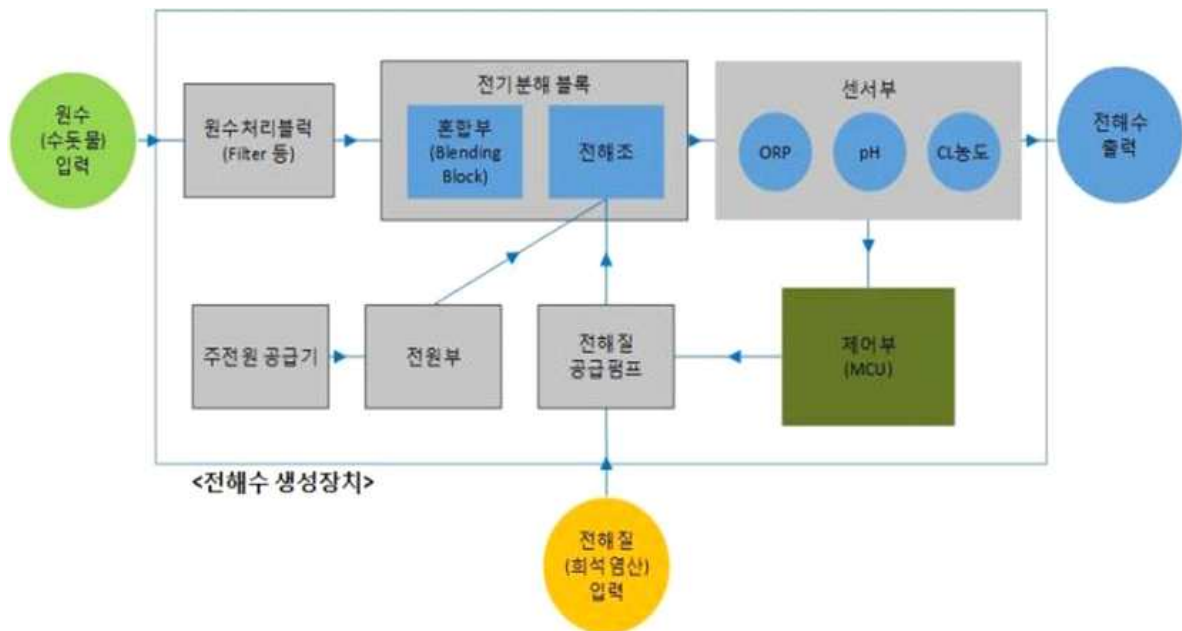 원수
(수돗물)
입력
원수처리블럭
(Filter 등)
전기분해 블록
혼합부
(Blending
Block)
전해조
센서부
ORP
pH
CL농도
전해수
출력
주전원 공급기
전원부
전해질
공급펌프
제어부
(MCU)
<전해수 생성장치>
전해질
(희석염산)
입력